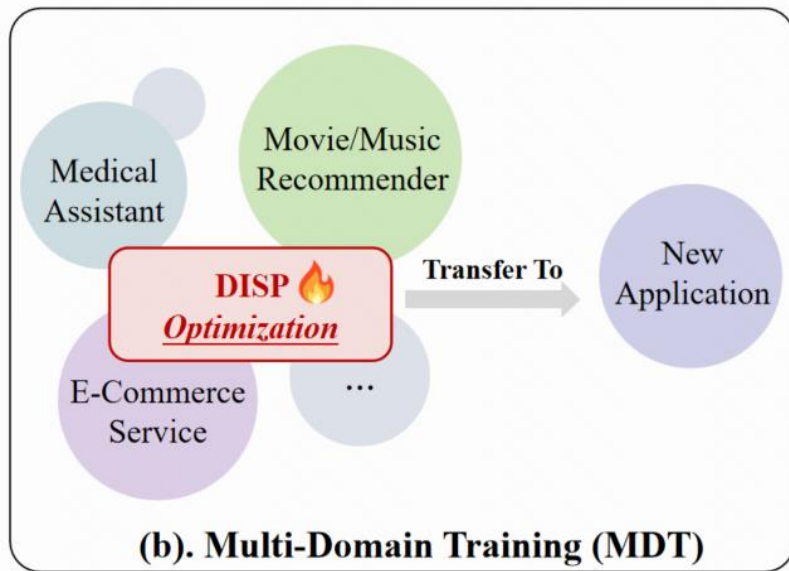 Medical
Assistant
Movie/Music
Recommender
DISP
Optimization
Transfer To
New
Application
E-Commerce
Service
...
(b). Multi-Domain Training (MDT)